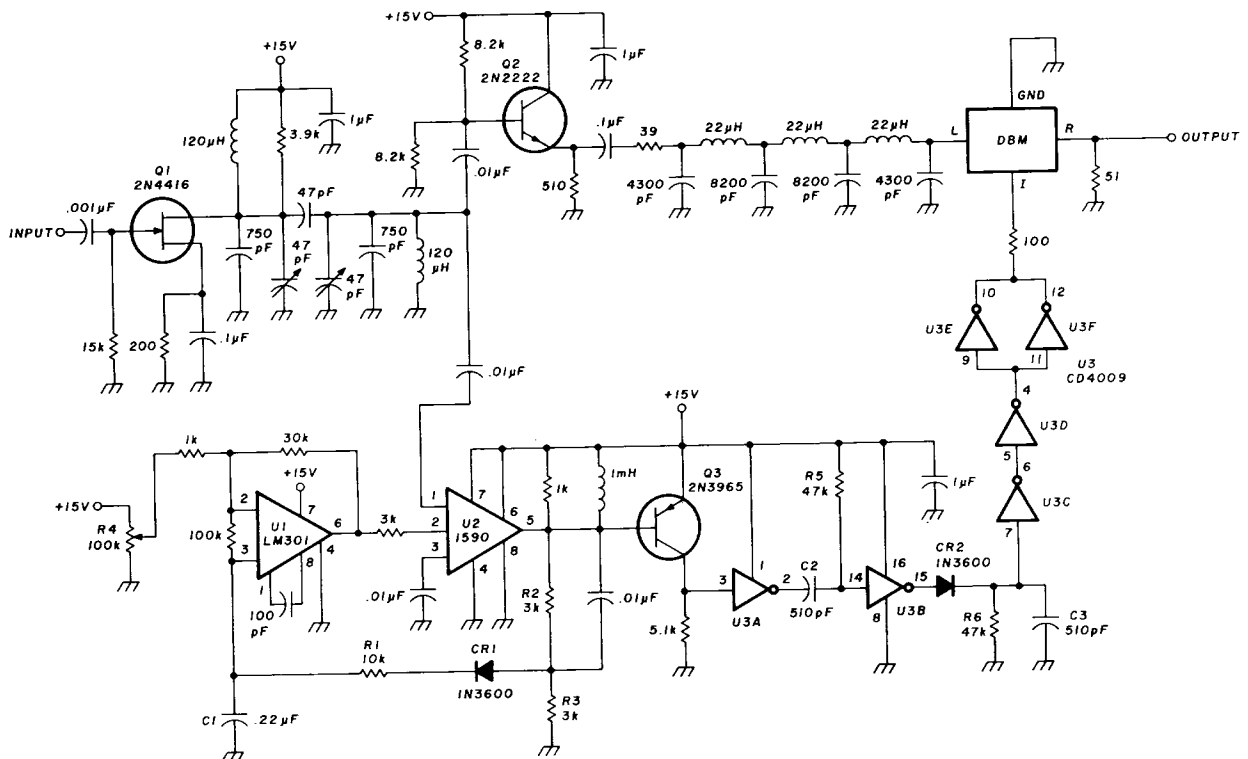 +15V
8.2k
1µF
Q2
2N2222
+15V
120µH
3.9k
1µF
8.2k
.01µF
.1µF
39
22µH
22µH
22µH
510
4300
pF
8200
pF
8200
pF
4300
pF
GND
L
DBM
R
I
OUTPUT
51
100
Q1
2N4416
.001µF
INPUT
750
pF
47
pF
47pF
47
pF
750
pF
120
µH
15k
200
.1µF
.01µF
10
12
U3E
U3F
9
11
U3
CD4009
4
U3D
5
6
U3C
7
1k
30k
+15V
+15V
R4
100k
2
100k
3
U1
LM301
7
6
4
8
1
100
pF
3k
1
2
3
7
U2
1590
6
5
8
4
.01µF
1k
1mH
+15V
Q3
2N3965
R5
47k
1µF
R2
3k
.01µF
5.1k
3
1
2
U3A
C2
510pF
14
16
15
U3B
8
CR2
1N3600
R6
47k
C3
510pF
R1
10k
CR1
1N3600
R3
3k
C1
.22µF